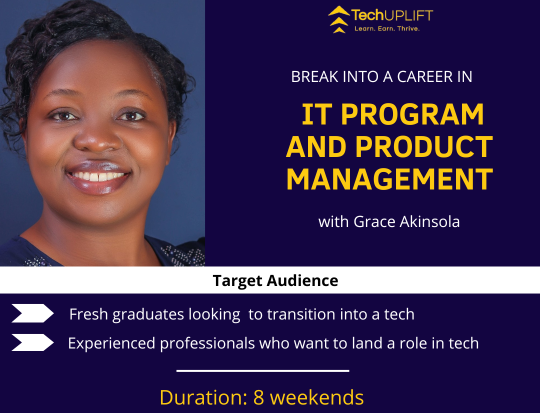 TechUPLIFT
Learn. Earn. Thrive.
BREAK INTO A CAREER IN
IT PROGRAM
AND PRODUCT
MANAGEMENT
with Grace Akinsola
Target Audience
Fresh graduates looking to transition into a tech
Experienced professionals who want to land a role in tech
Duration: 8 weekends